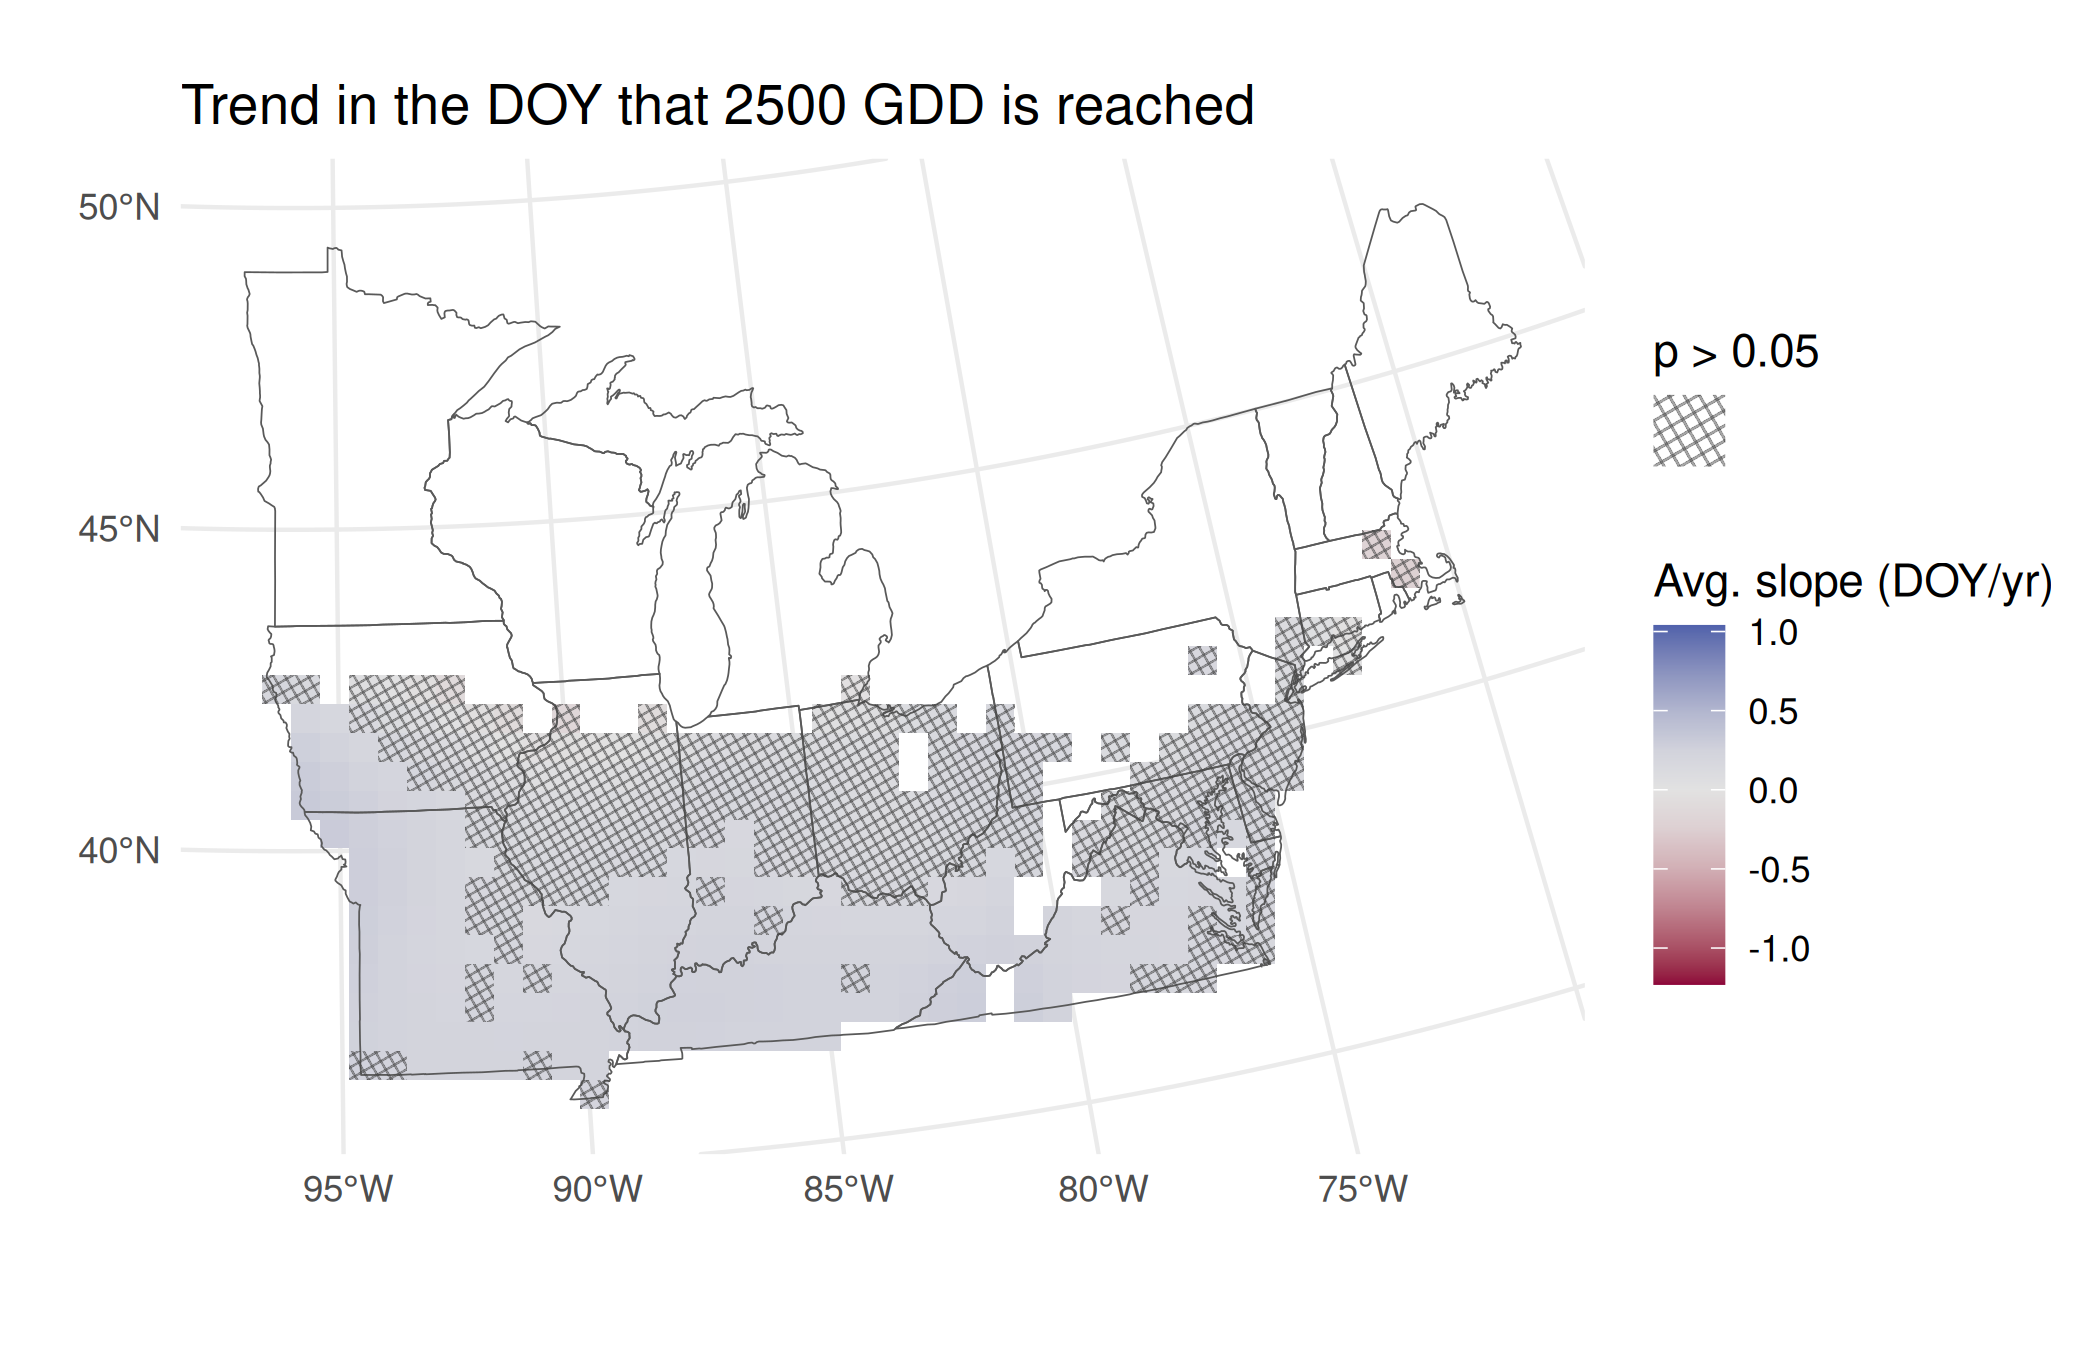 Trend in the DOY that 2500 GDD is reached
50°N
45°N
40°N
95°W
90°W
85°W
80°W
75°W
p > 0.05
Avg. slope (DOY/yr)
1.0
0.5
0.0
-0.5
-1.0